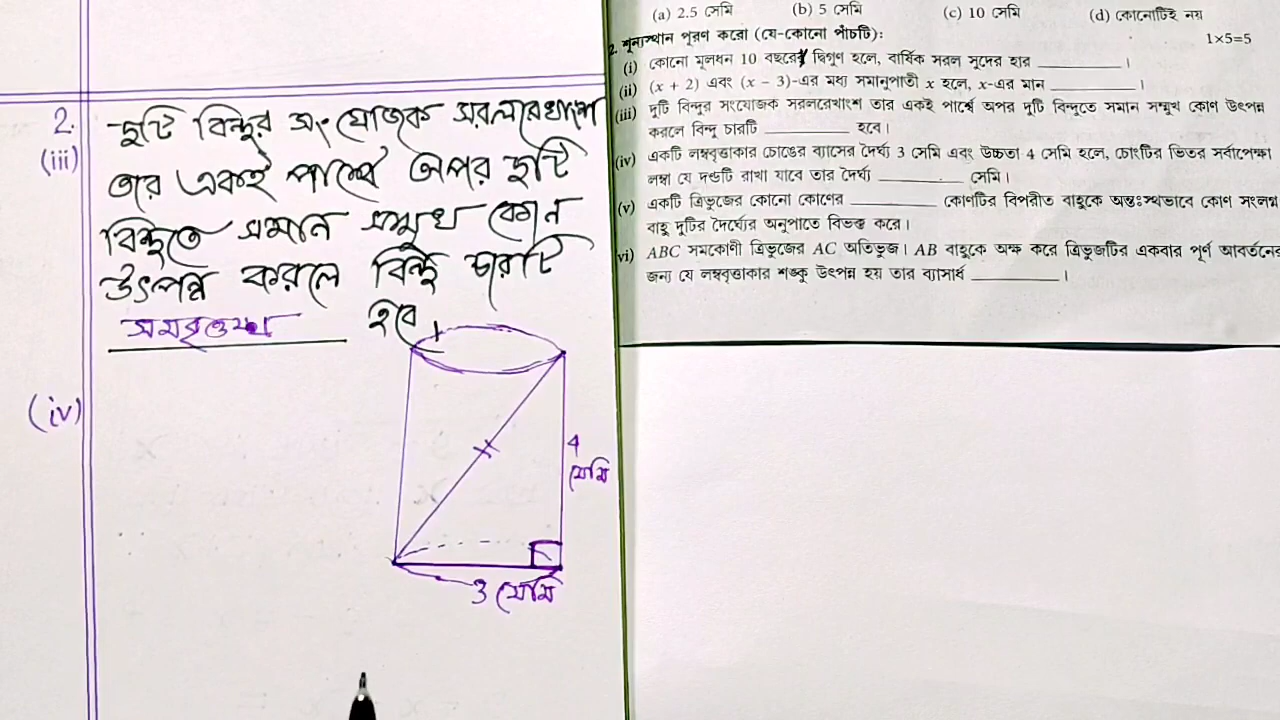 2.
(iii)
দুটি বিন্দুর সংযোজক সরলরেখাংশ
তার একই পার্শ্বে অপর দুটি
বিন্দুতে সমান সম্মুখ কোন
উৎপন্ন করলে বিন্দু চারটি
সমবৃত্তস্থ হবে।
(iv)
4
সেমি
3 সেমি
(a) 2.5 সেমি (b) 5 সেমি (c) 10 সেমি (d) কোনোটিই নয়
2. শূন্যস্থান পূরণ করো (যে-কোনো পাঁচটি): 1×5=5
(i) কোনো মূলধন 10 বছরে দ্বিগুণ হলে, বার্ষিক সরল সুদের হার ________ ।
(ii) (x + 2) এবং (x − 3)-এর মধ্য সমানুপাতী x হলে, x-এর মান ________ ।
(iii) দুটি বিন্দুর সংযোজক সরলরেখাংশ তার একই পার্শ্বে অপর দুটি বিন্দুতে সমান সম্মুখ কোণ উৎপন্ন
করলে বিন্দু চারটি ________ হবে।
(iv) একটি লম্ববৃত্তাকার চোঙের ব্যাসের দৈর্ঘ্য 3 সেমি এবং উচ্চতা 4 সেমি হলে, চোংটির ভিতর সর্বাপেক্ষা
লম্বা যে দণ্ডটি রাখা যাবে তার দৈর্ঘ্য ________ সেমি।
(v) একটি ত্রিভুজের কোনো কোণের ________ কোণটির বিপরীত বাহুকে অন্তঃস্থভাবে কোণ সংলগ্ন
বাহু দুটির দৈর্ঘ্যের অনুপাতে বিভক্ত করে।
vi) ABC সমকোণী ত্রিভুজের AC অতিভুজ। AB বাহুকে অক্ষ করে ত্রিভুজটির একবার পূর্ণ আবর্তনের
জন্য যে লম্ববৃত্তাকার শঙ্কু উৎপন্ন হয় তার ব্যাসার্ধ ________ ।